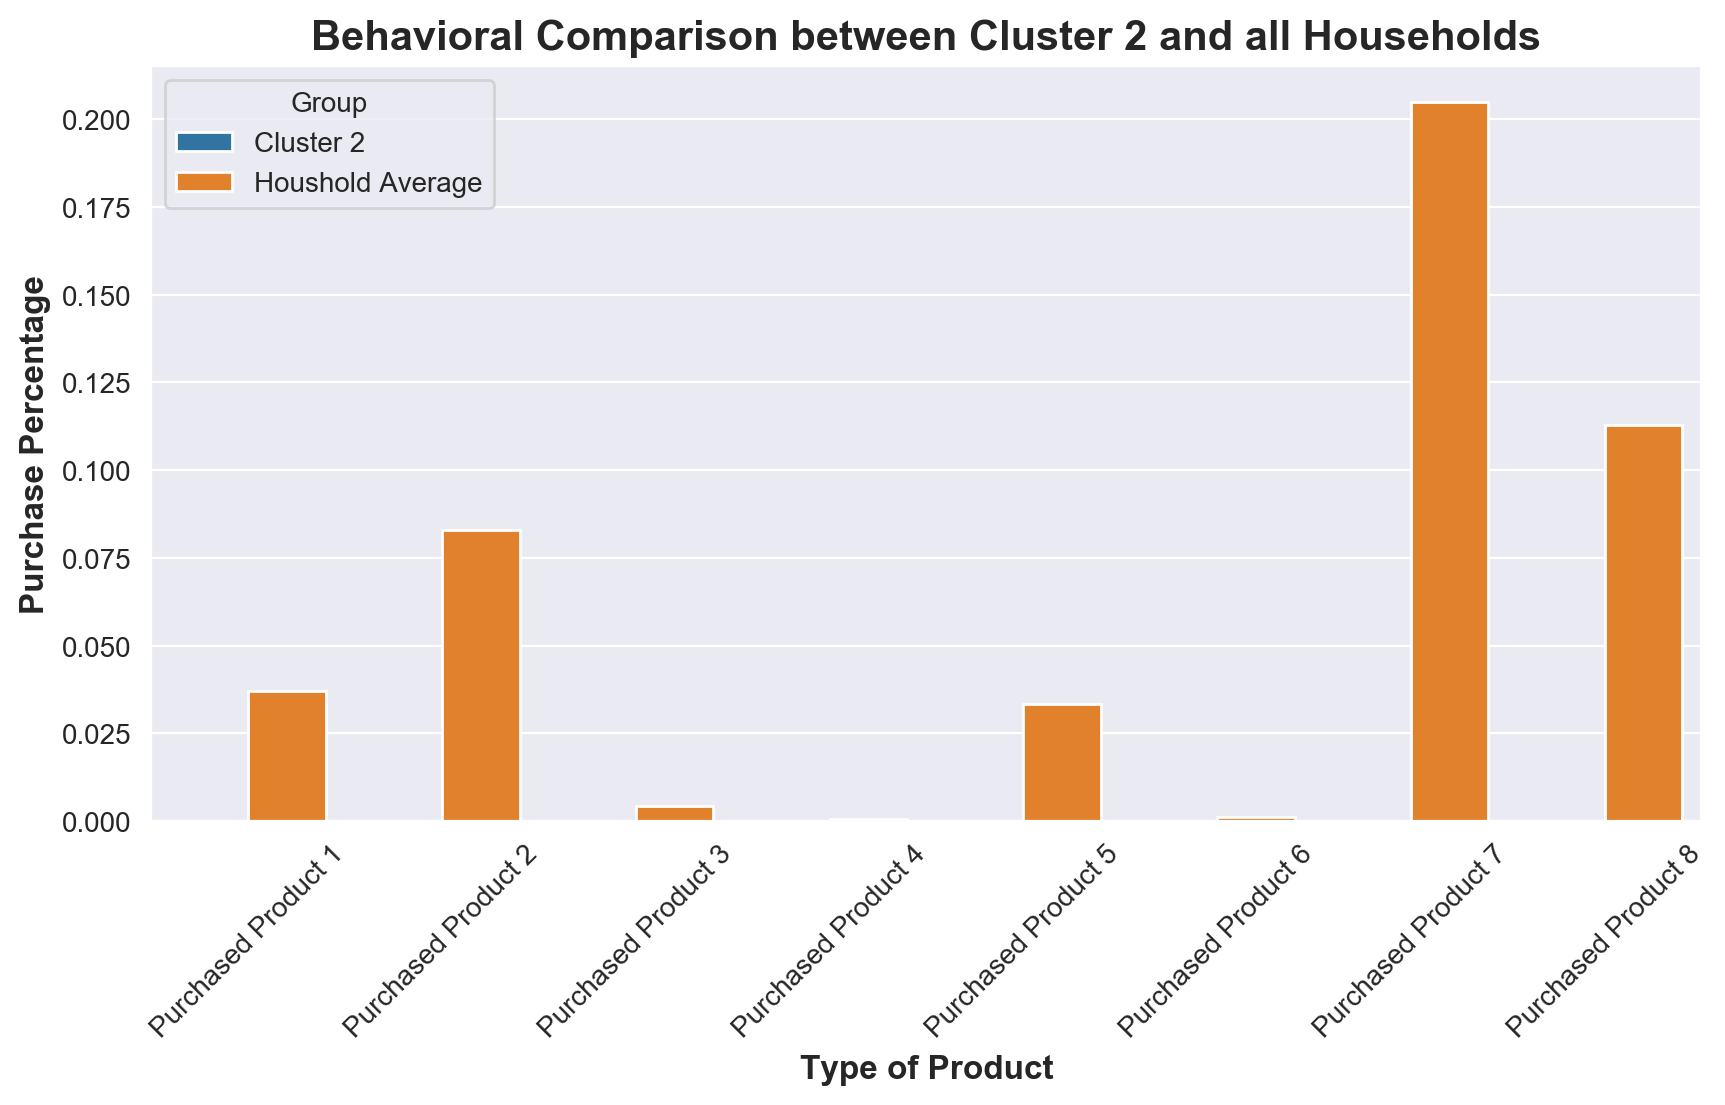 Behavioral Comparison between Cluster 2 and all Households
Group
Cluster 2
Houshold Average
0.200
0.175
0.150
0.125
0.100
0.075
0.050
0.025
0.000
Purchase Percentage
Purchased Product 1
Purchased Product 2
Purchased Product 3
Purchased Product 4
Purchased Product 5
Purchased Product 6
Purchased Product 7
Purchased Product 8
Type of Product